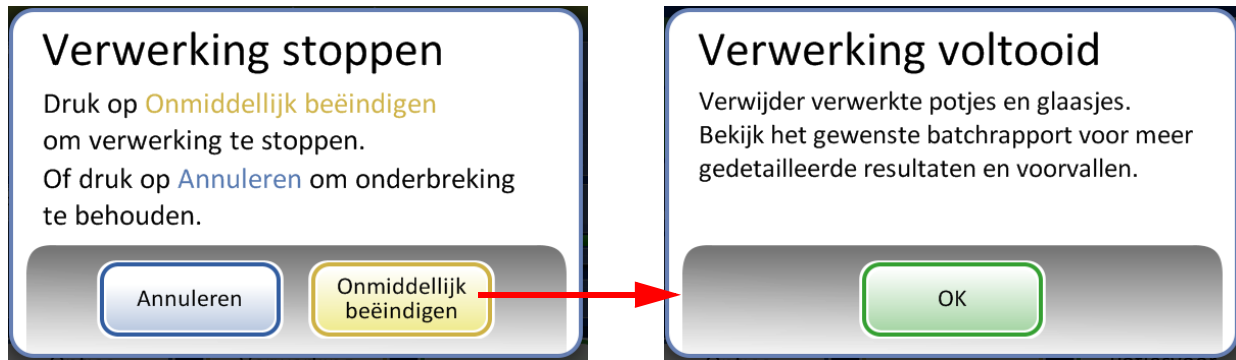 Verwerking stoppen
Druk op Onmiddellijk beëindigen
om verwerking te stoppen.
Of druk op Annuleren om onderbreking
te behouden.
Annuleren
Onmiddellijk
beëindigen
Verwerking voltooid
Verwijder verwerkte potjes en glaasjes.
Bekijk het gewenste batchrapport voor meer
gedetailleerde resultaten en voorvallen.
OK